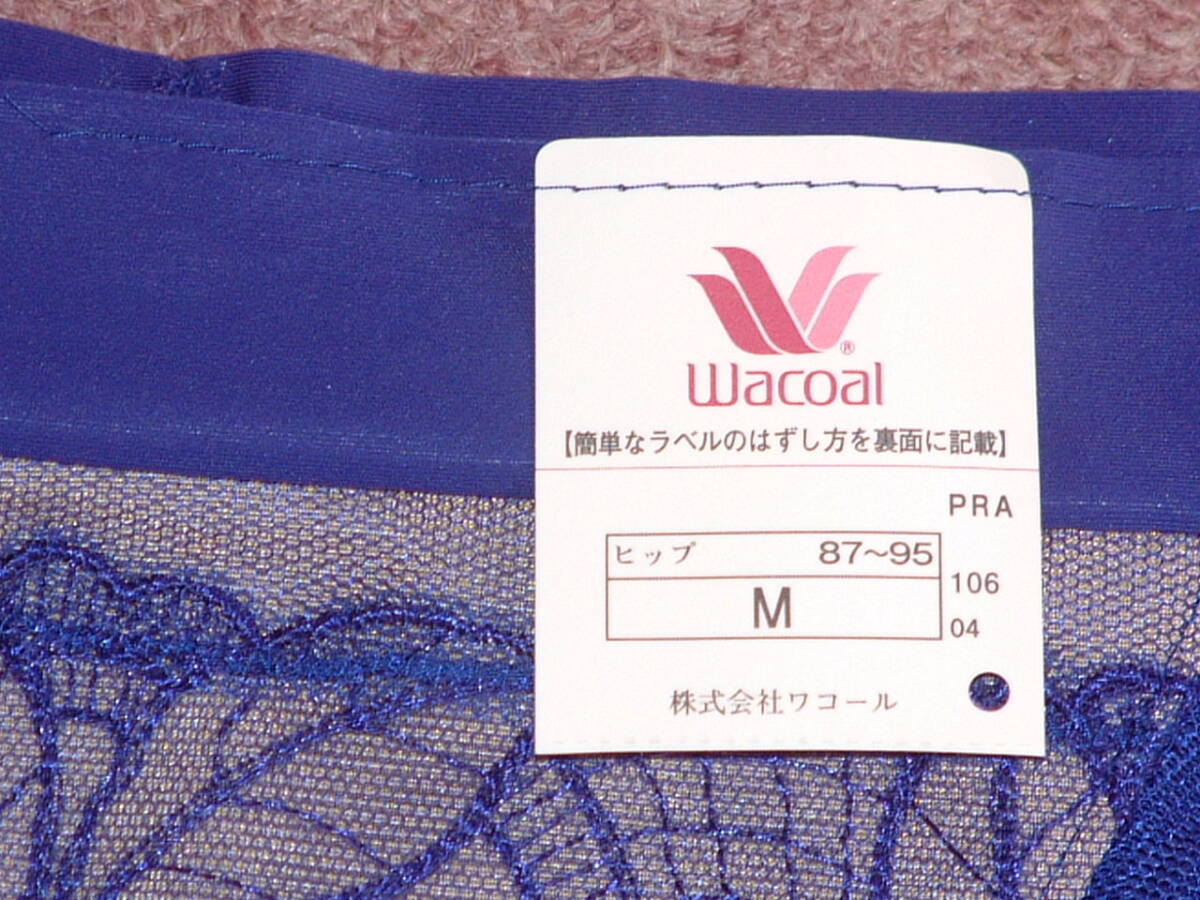 ®
Wacoal
【簡単なラベルのはずし方を裏面に記載】
PRA
ヒップ 87～95
M
106
04
株式会社ワコール